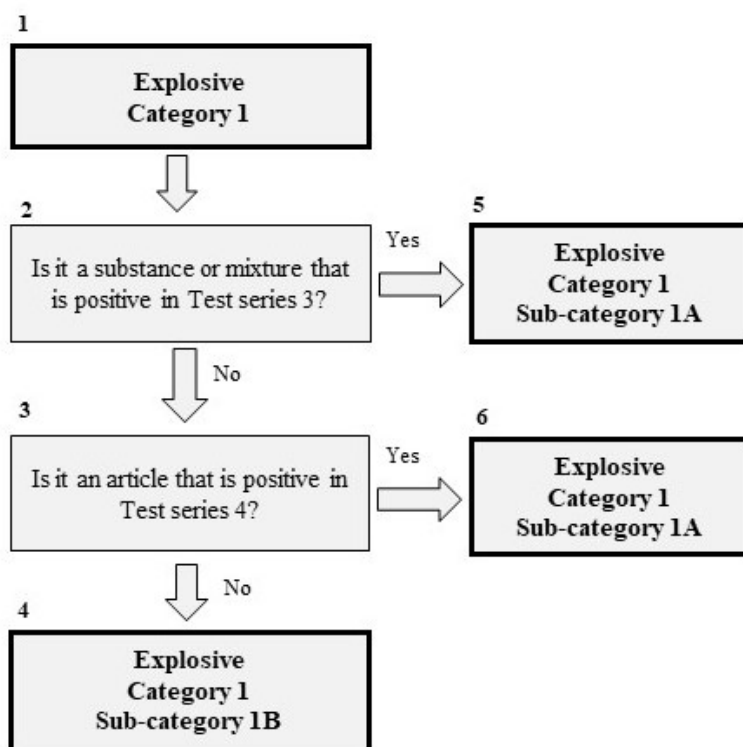 1
Explosive
Category 1
2
Is it a substance or mixture that
is positive in Test series 3?
Yes
5
Explosive
Category 1
Sub-category 1A
No
3
Is it an article that is positive in
Test series 4?
Yes
6
Explosive
Category 1
Sub-category 1A
No
4
Explosive
Category 1
Sub-category 1B